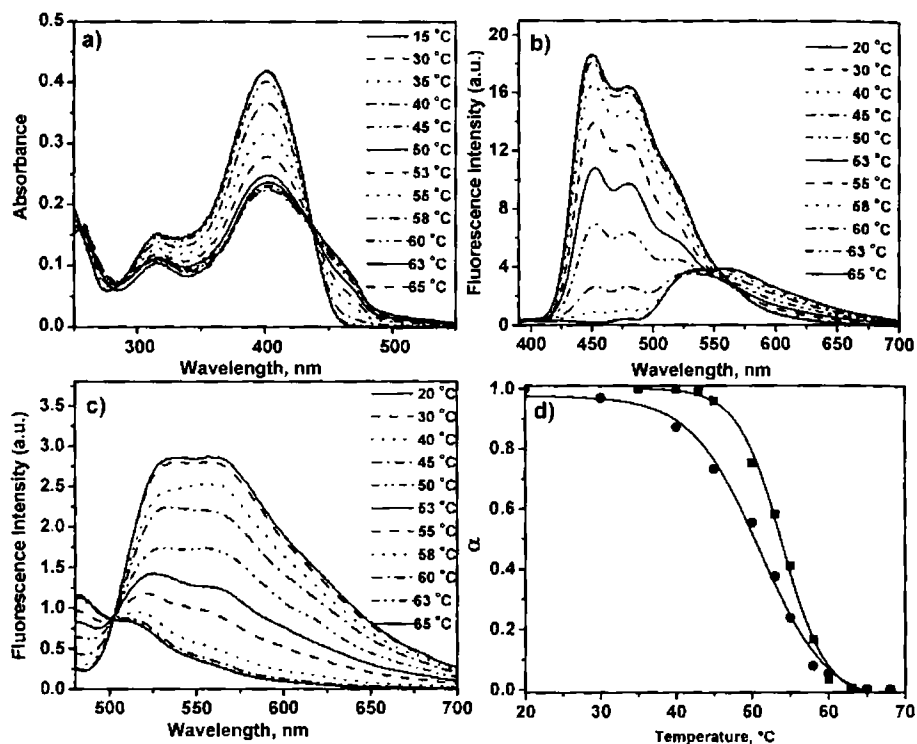 a)
15 °C
30 °C
35 °C
40 °C
45 °C
50 °C
53 °C
55 °C
58 °C
60 °C
63 °C
65 °C
Absorbance
0.5
0.4
0.3
0.2
0.1
0.0
300 400 500
Wavelength, nm
b)
20 °C
30 °C
40 °C
45 °C
50 °C
53 °C
55 °C
58 °C
60 °C
63 °C
65 °C
Fluorescence Intensity (a.u.)
20
16
12
8
4
0
400 450 500 550 600 650 700
Wavelength, nm
c)
20 °C
30 °C
40 °C
45 °C
50 °C
53 °C
55 °C
58 °C
60 °C
63 °C
65 °C
Fluorescence Intensity (a.u.)
3.5
3.0
2.5
2.0
1.5
1.0
0.5
0.0
500 550 600 650 700
Wavelength, nm
d)
α
1.0
0.8
0.6
0.4
0.2
0.0
20 30 40 50 60 70
Temperature, °C